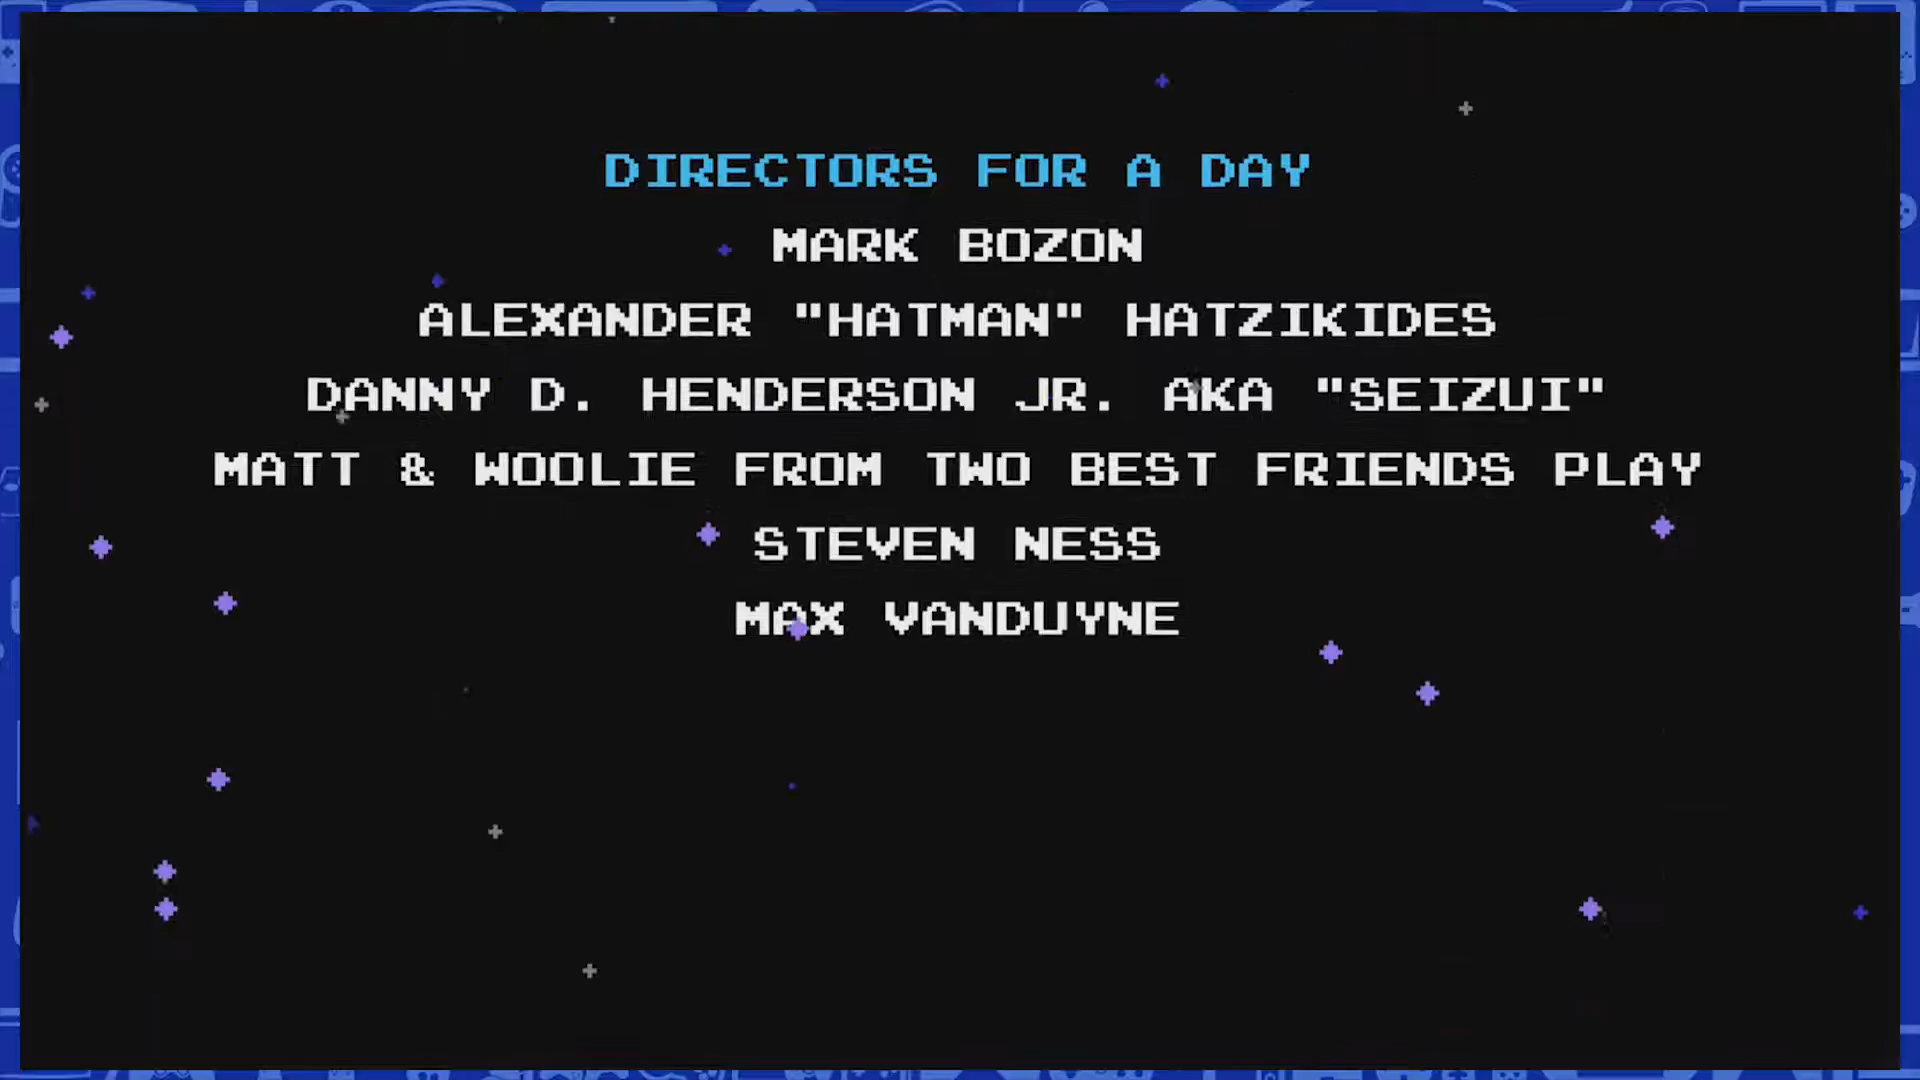 DIRECTORS FOR A DAY
MARK BOZON
ALEXANDER "HATMAN" HATZIKIDES
DANNY D. HENDERSON JR. AKA "SEIZUI"
MATT & WOOLIE FROM TWO BEST FRIENDS PLAY
STEVEN NESS
MAX VANDUYNE